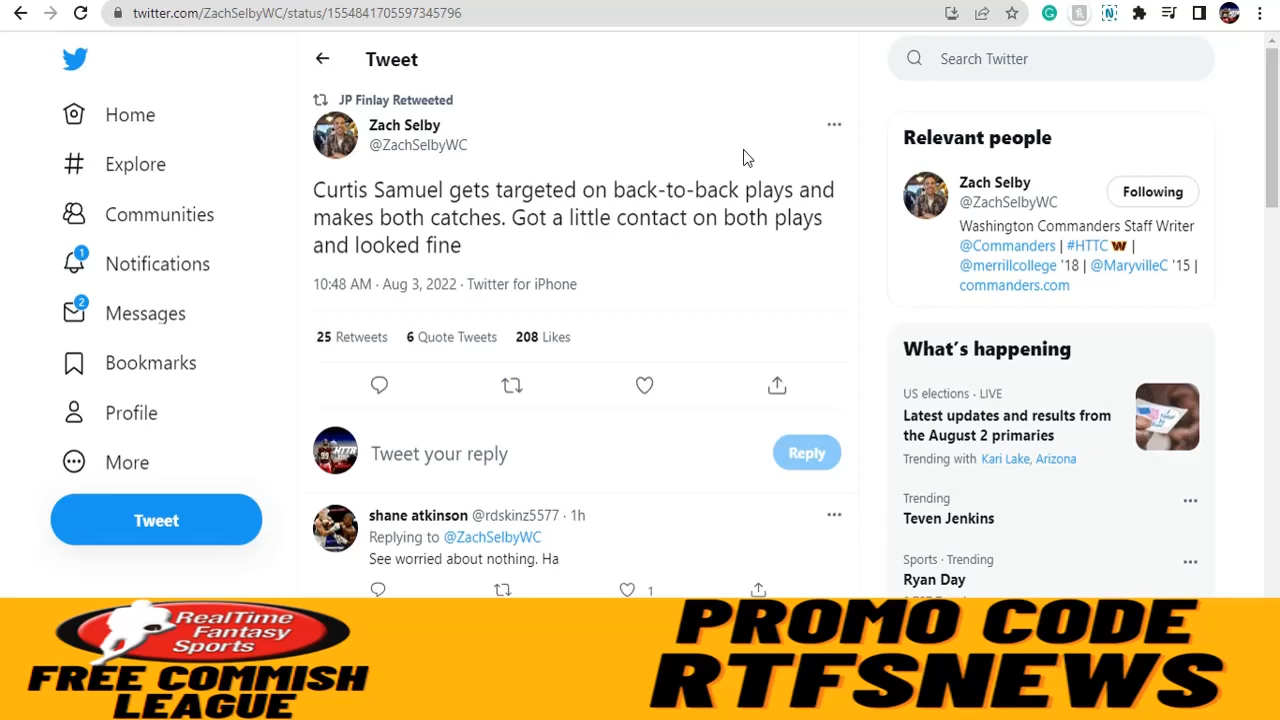 twitter.com/ZachSelbyWC/status/1554841705597345796
Home
Explore
Communities
1
Notifications
2
Messages
Bookmarks
Profile
More
Tweet
Tweet
JP Finlay Retweeted
Zach Selby
@ZachSelbyWC
Curtis Samuel gets targeted on back-to-back plays and
makes both catches. Got a little contact on both plays
and looked fine
10:48 AM · Aug 3, 2022 · Twitter for iPhone
25 Retweets 6 Quote Tweets 208 Likes
Tweet your reply
Reply
shane atkinson @rdskinz5577 · 1h
Replying to @ZachSelbyWC
See worried about nothing. Ha
1
Search Twitter
Relevant people
Zach Selby
@ZachSelbyWC
Following
Washington Commanders Staff Writer
@Commanders | #HTTC W |
@merrillcollege '18 | @MaryvilleC '15 |
commanders.com
What's happening
US elections · LIVE
Latest updates and results from
the August 2 primaries
Trending with Kari Lake, Arizona
Trending
Teven Jenkins
Sports · Trending
Ryan Day
RealTime
Fantasy
Sports
FREE COMMISH
LEAGUE
PROMO CODE
RTFSNEWS